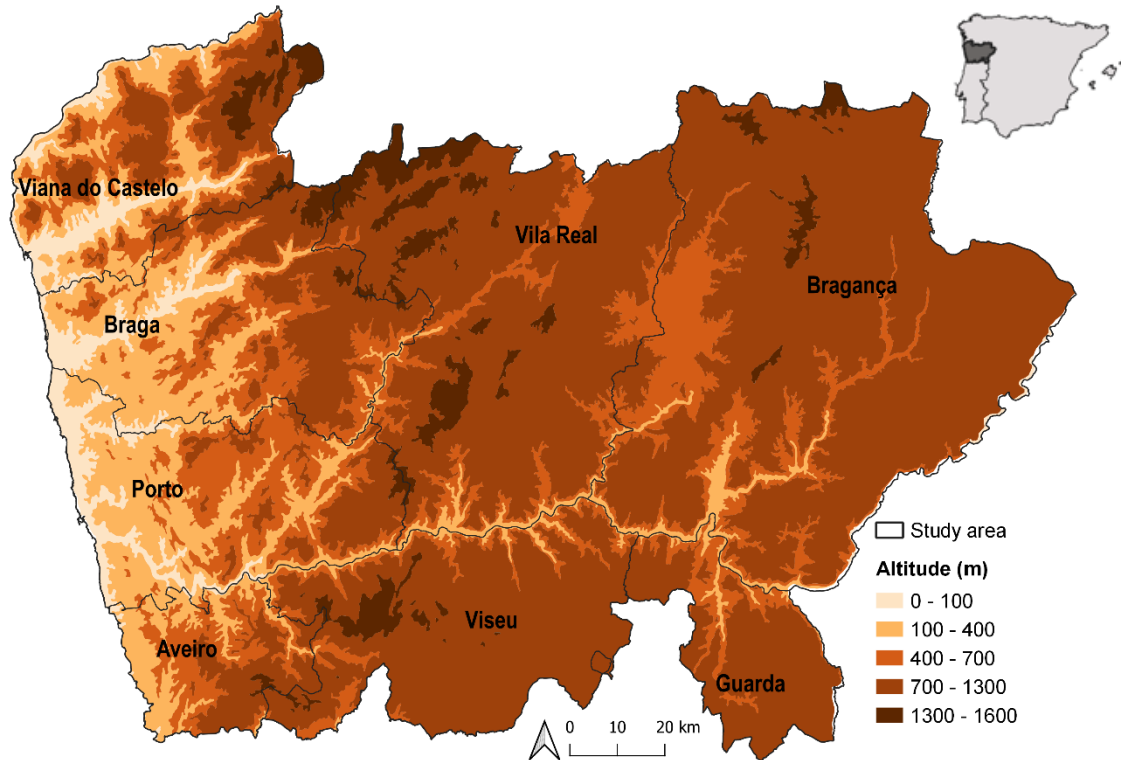 Viana do Castelo
Vila Real
Bragança
Braga
Porto
Viseu
Aveiro
Guarda
Study area
Altitude (m)
0 - 100
100 - 400
400 - 700
700 - 1300
1300 - 1600
0 10 20 km